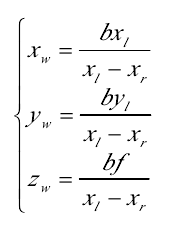 x_w = bx_l / (x_l − x_r)
y_w = by_l / (x_l − x_r)
z_w = bf / (x_l − x_r)